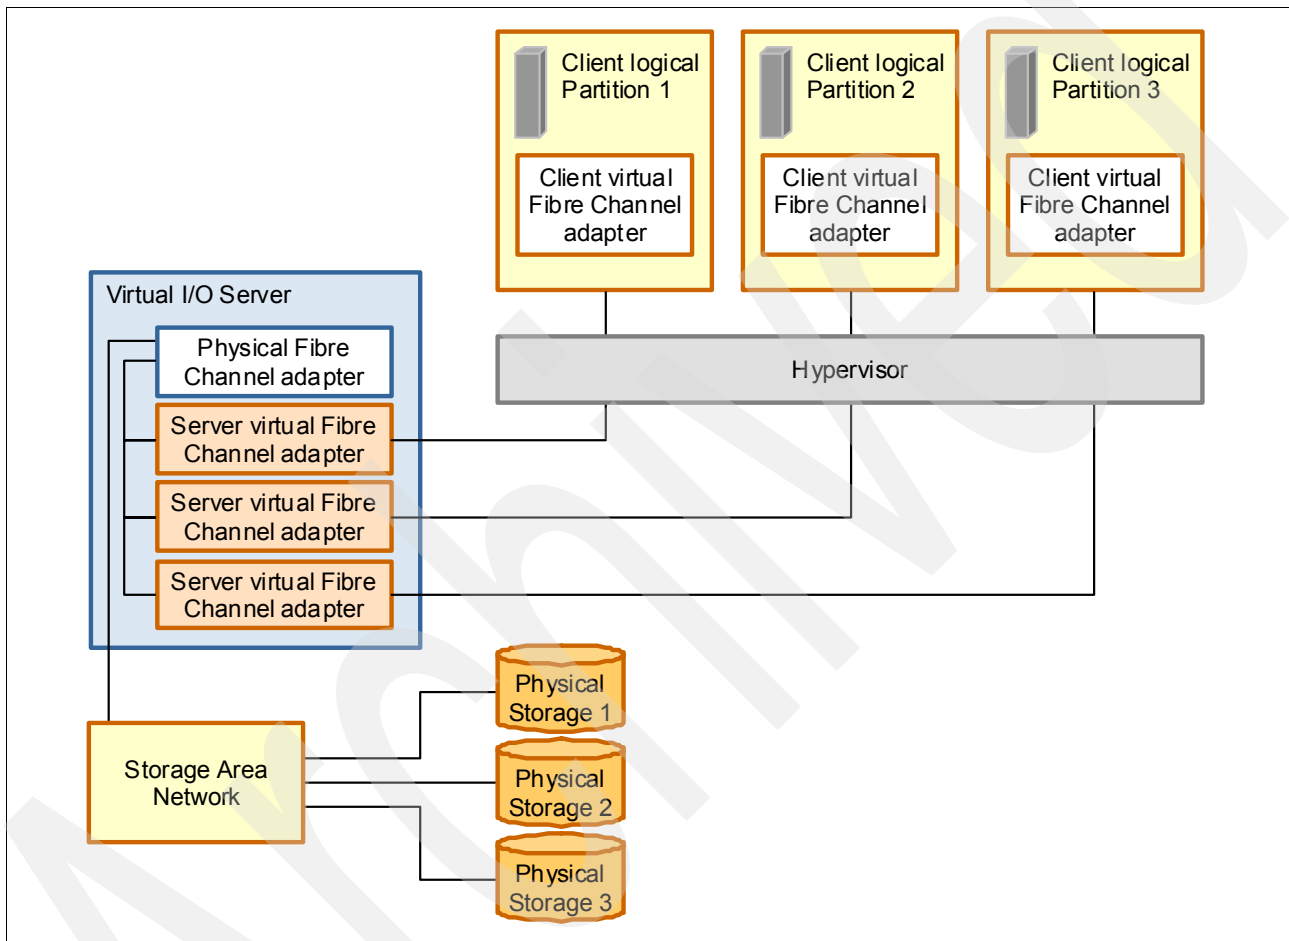 Client logical
Partition 1
Client virtual
Fibre Channel
adapter
Client logical
Partition 2
Client virtual
Fibre Channel
adapter
Client logical
Partition 3
Client virtual
Fibre Channel
adapter
Hypervisor
Virtual I/O Server
Physical Fibre
Channel adapter
Server virtual Fibre
Channel adapter
Server virtual Fibre
Channel adapter
Server virtual Fibre
Channel adapter
Storage Area
Network
Physical
Storage 1
Physical
Storage 2
Physical
Storage 3
Archived